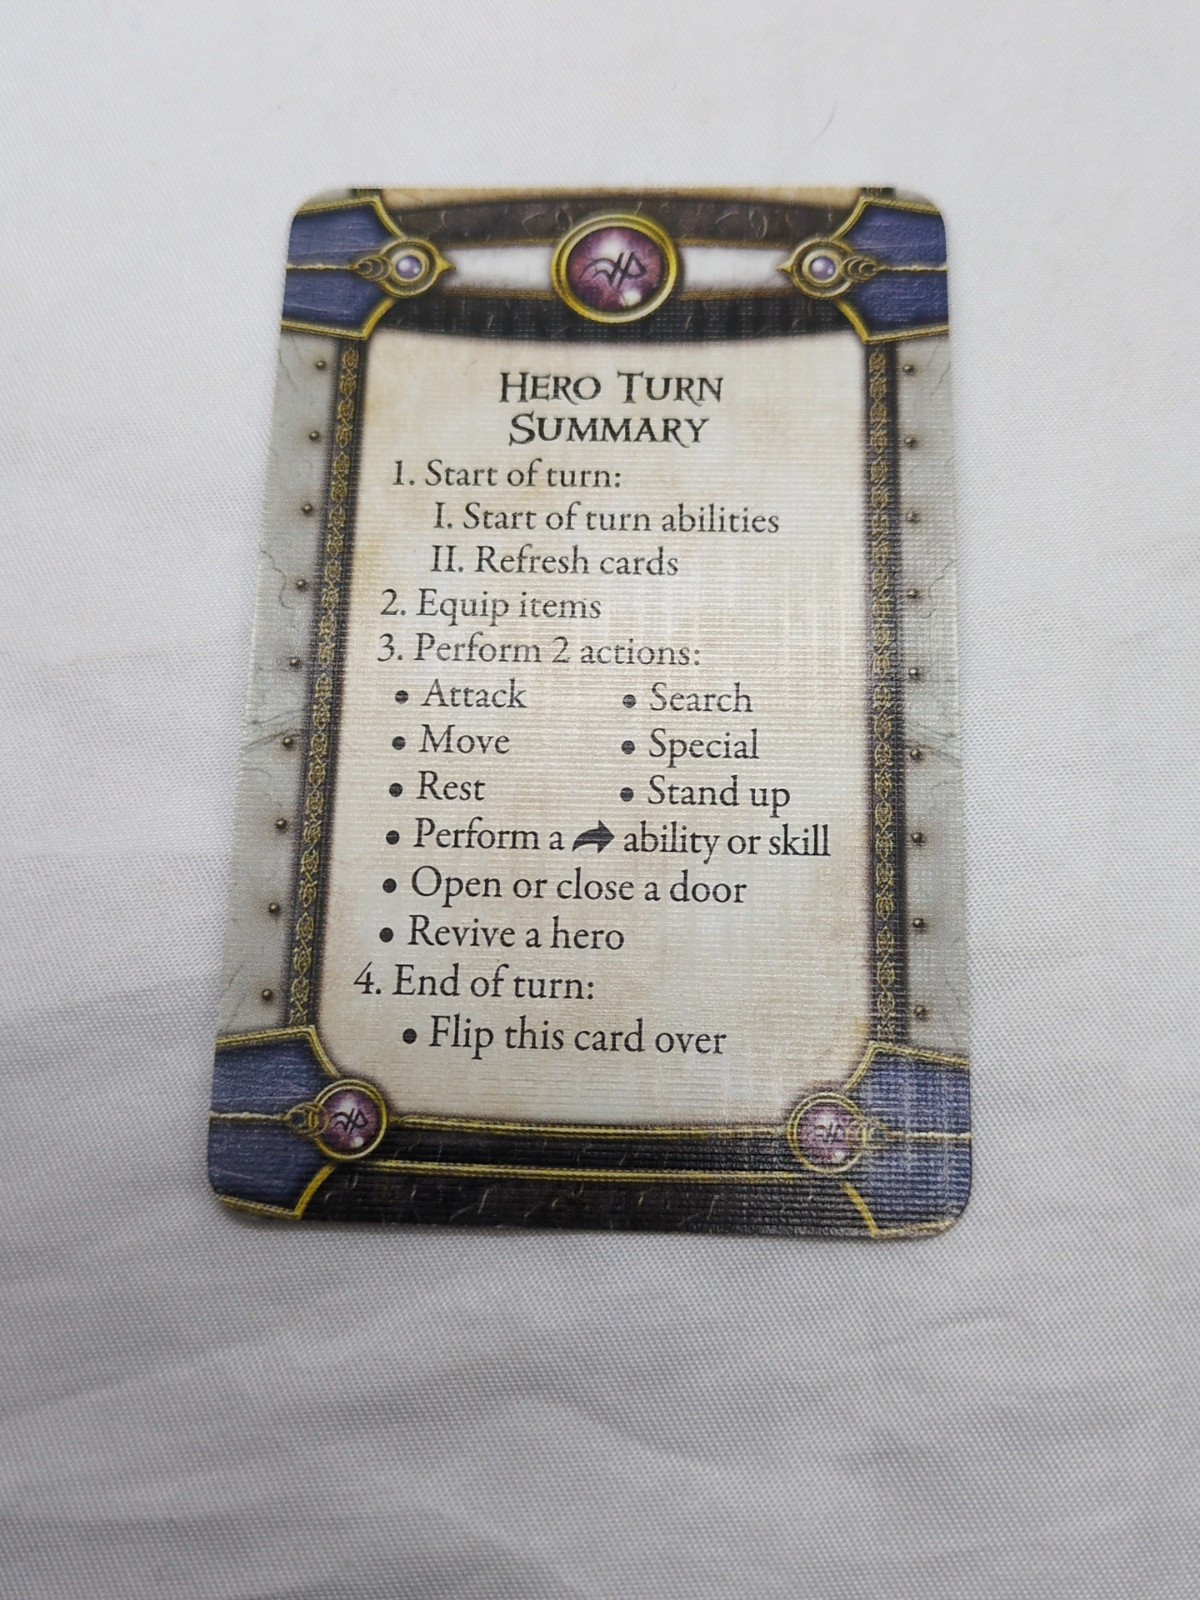 HERO TURN
SUMMARY
1. Start of turn:
I. Start of turn abilities
II. Refresh cards
2. Equip items
3. Perform 2 actions:
• Attack • Search
• Move • Special
• Rest • Stand up
• Perform a ability or skill
• Open or close a door
• Revive a hero
4. End of turn:
• Flip this card over